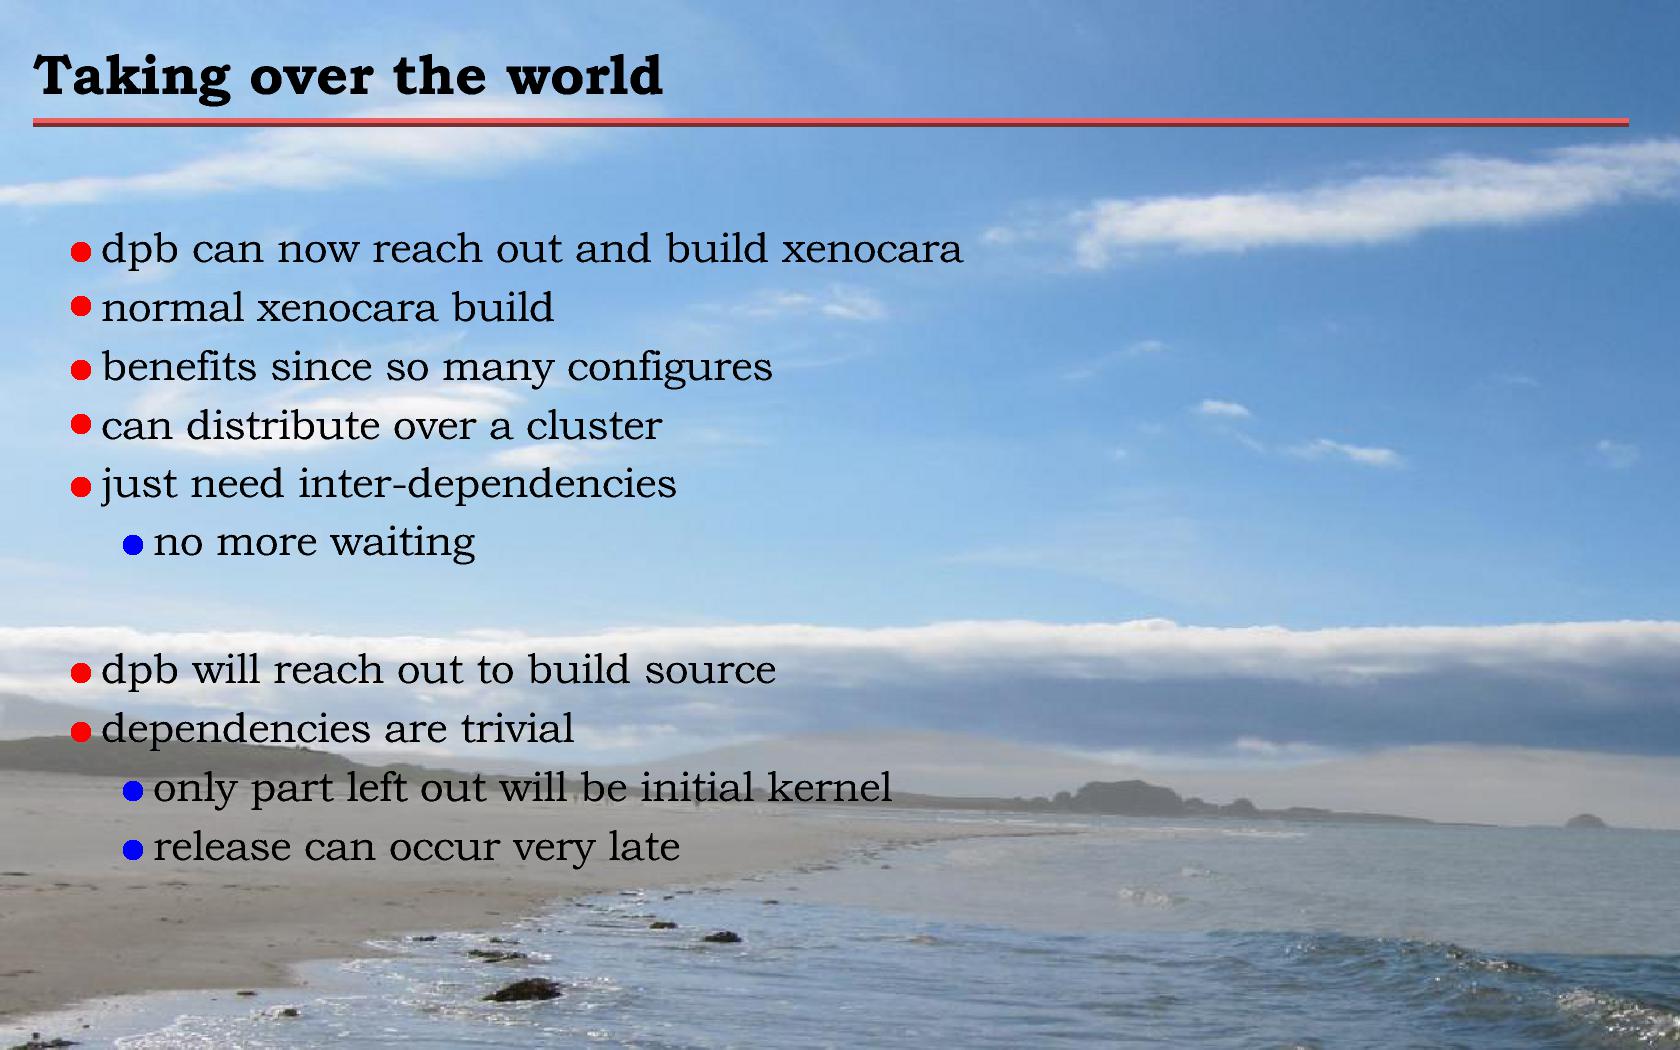 Taking over the world
dpb can now reach out and build xenocara
normal xenocara build
benefits since so many configures
can distribute over a cluster
just need inter-dependencies
no more waiting
dpb will reach out to build source
dependencies are trivial
only part left out will be initial kernel
release can occur very late